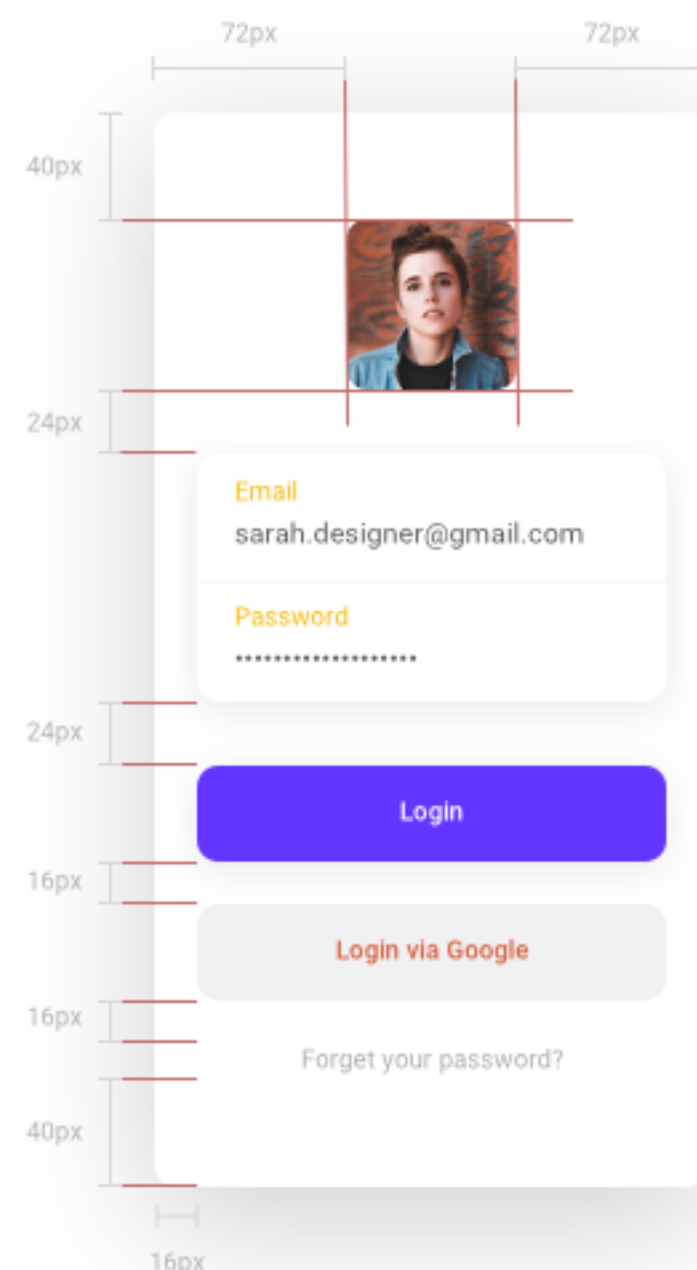 72px 72px
40px
24px
Email
sarah.designer@gmail.com
Password
•••••••••••••••••••
24px
Login
16px
Login via Google
16px
Forget your password?
40px
16px